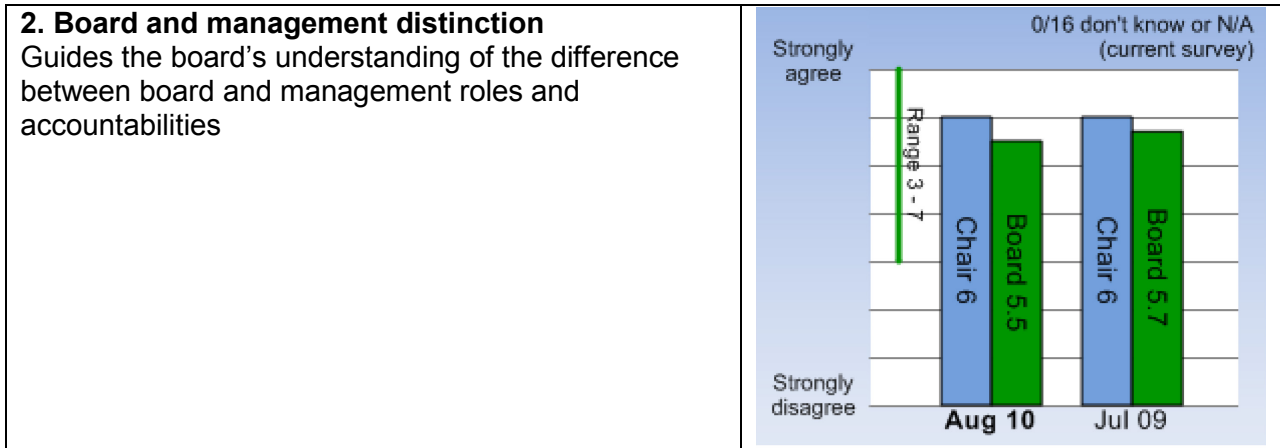 2. Board and management distinction
Guides the board’s understanding of the difference
between board and management roles and
accountabilities
0/16 don't know or N/A
(current survey)
Strongly
agree
Range 3 - 7
Chair 6
Board 5.5
Chair 6
Board 5.7
Strongly
disagree
Aug 10
Jul 09